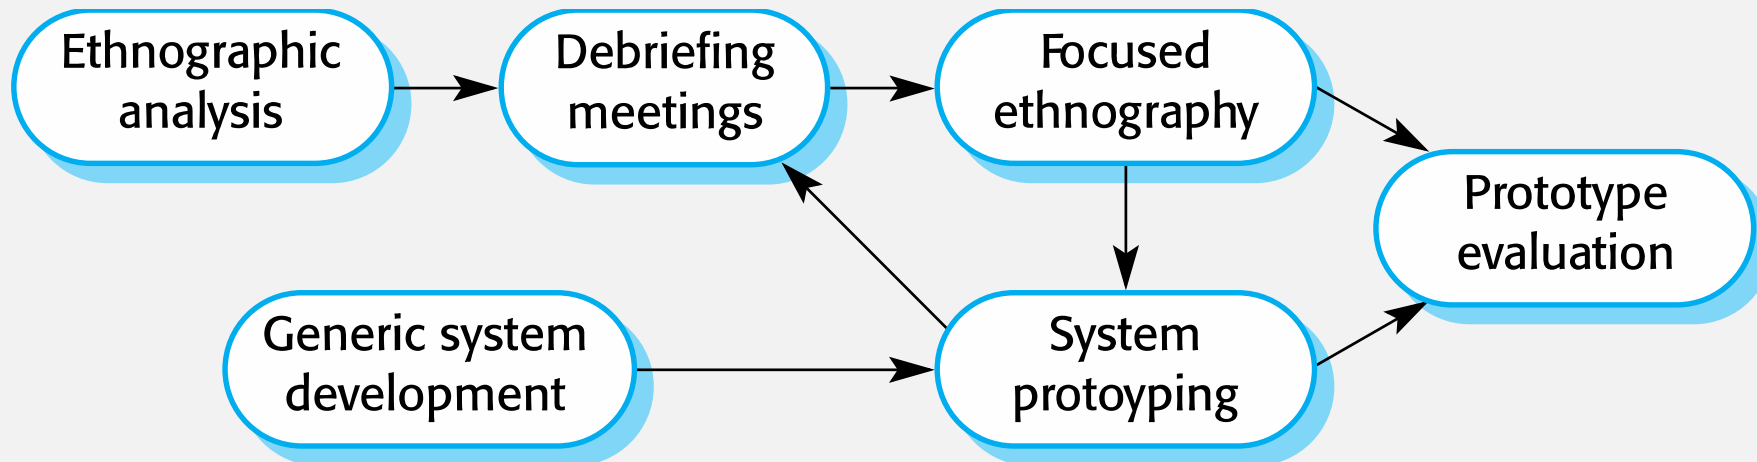 Ethnographic
analysis
Debriefing
meetings
Focused
ethnography
Prototype
evaluation
Generic system
development
System
protoyping